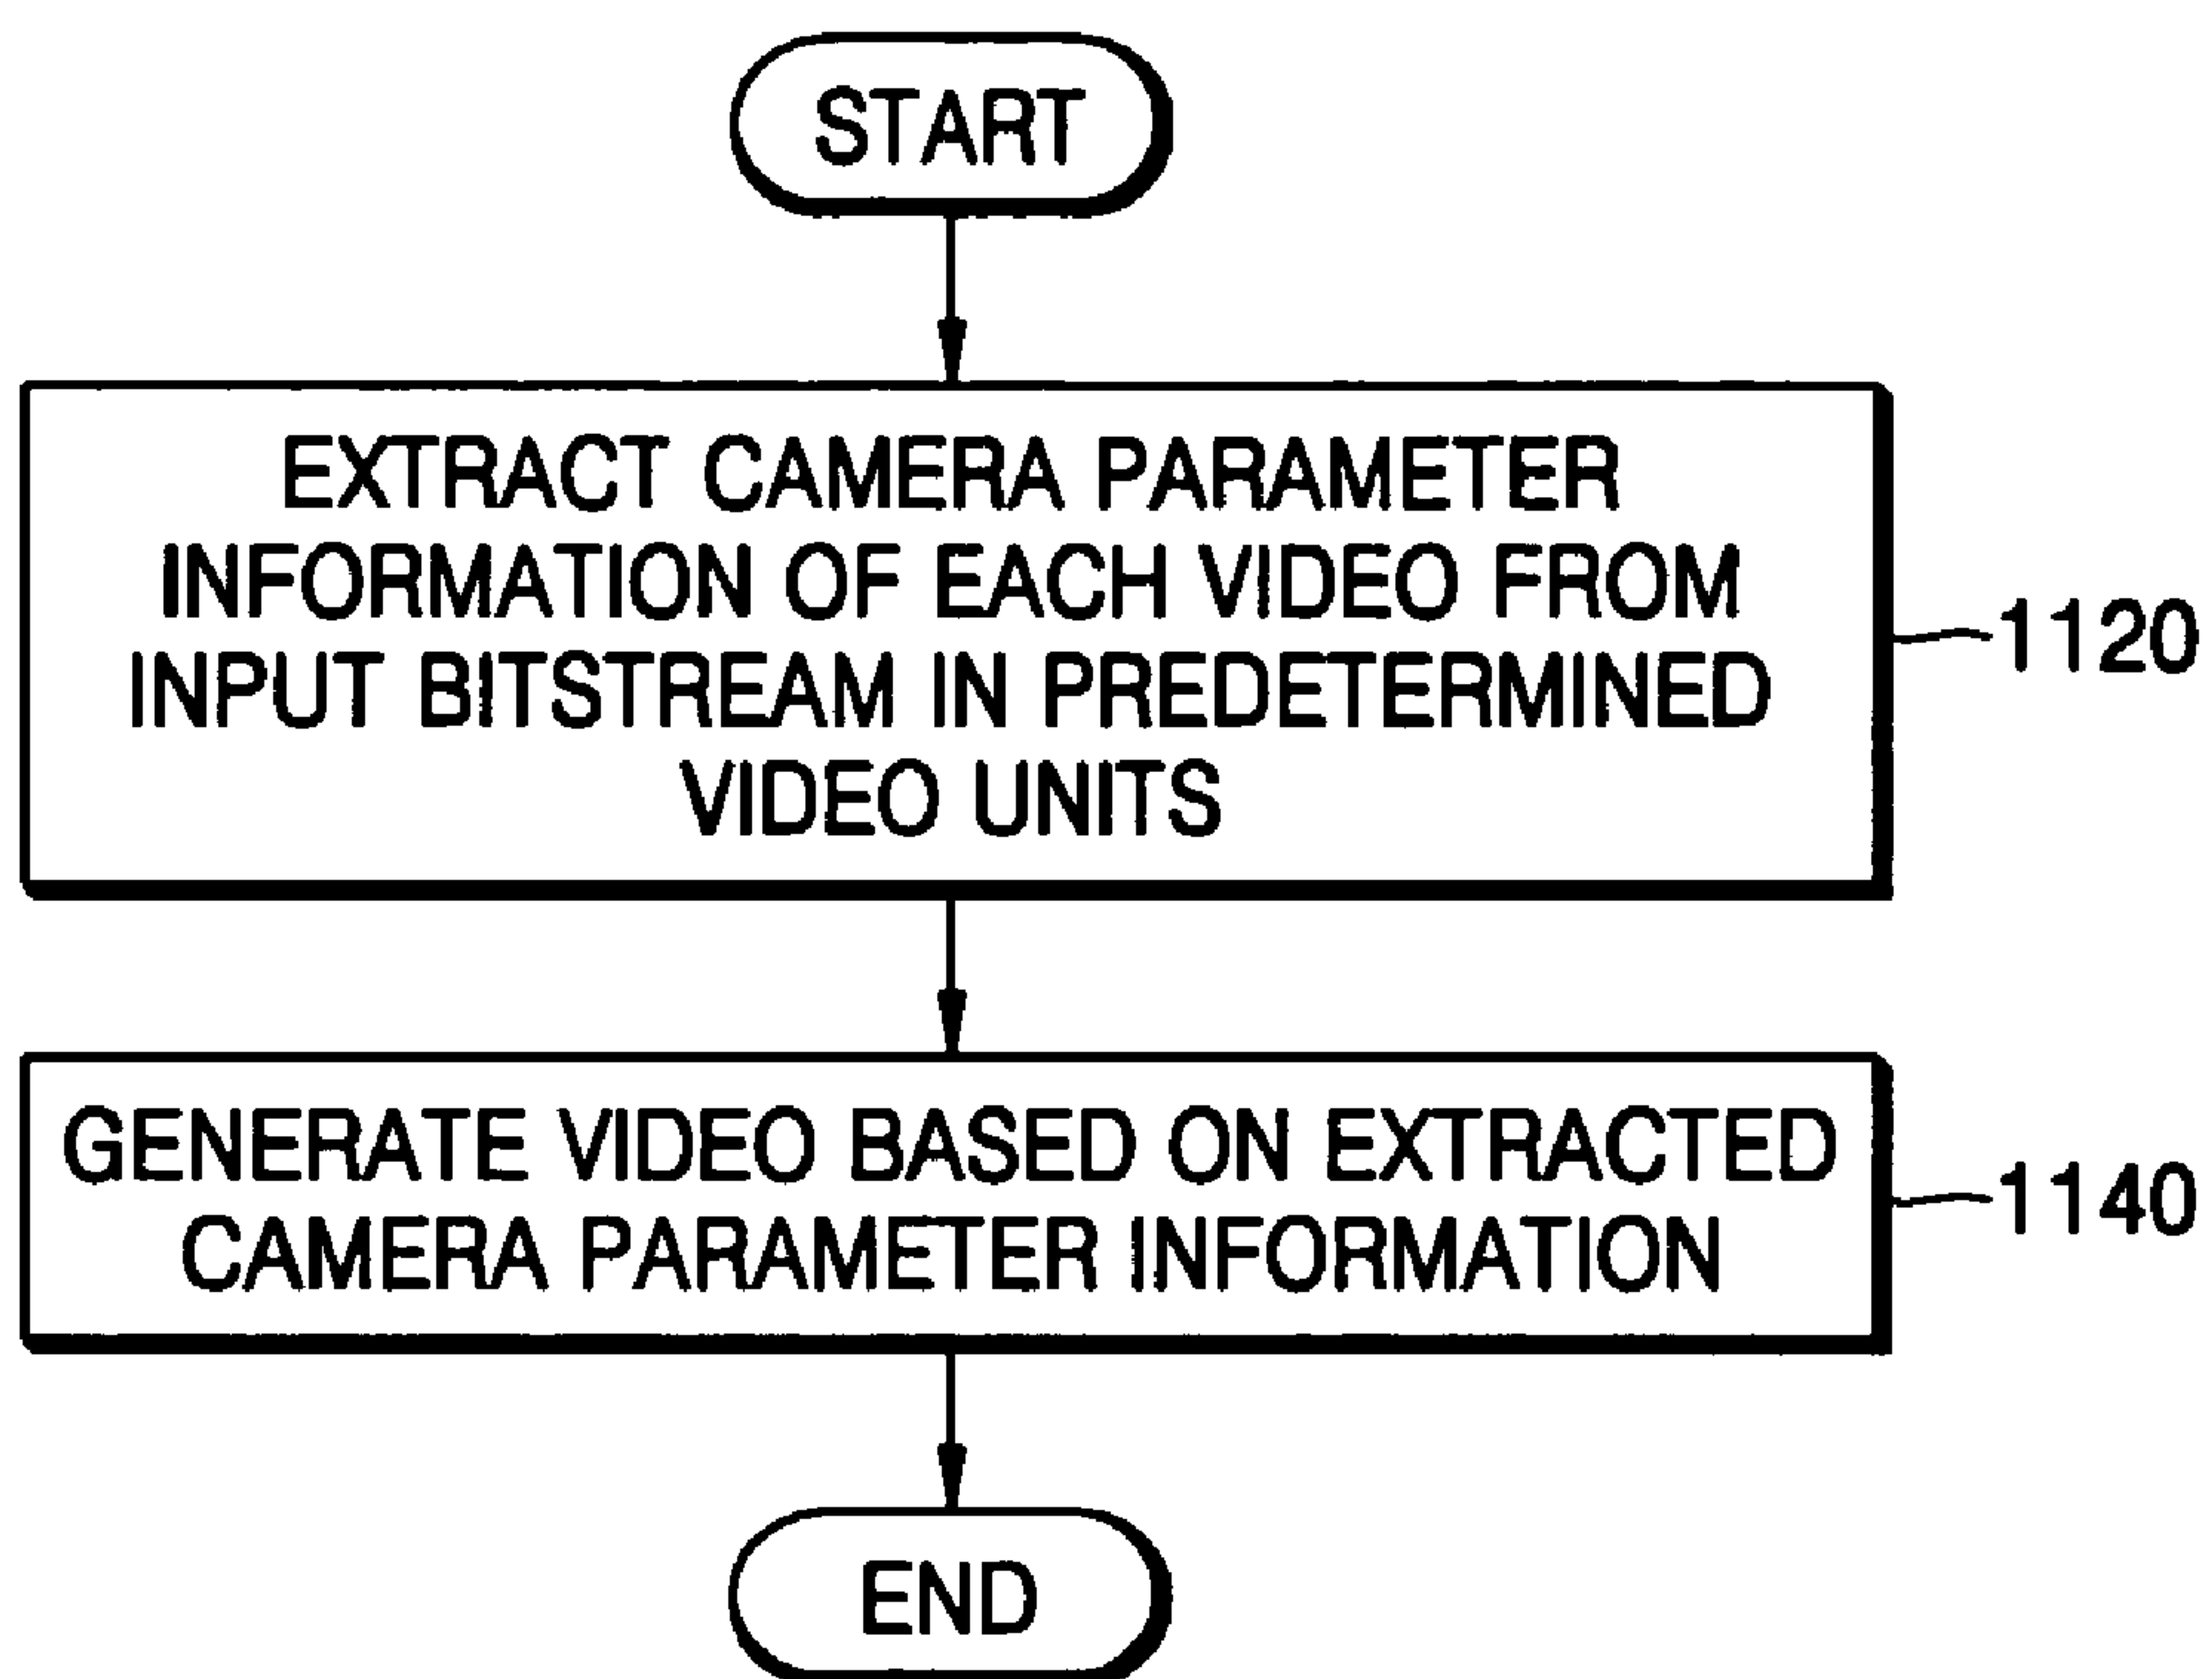 START
EXTRACT CAMERA PARAMETER
INFORMATION OF EACH VIDEO FROM
INPUT BITSTREAM IN PREDETERMINED
VIDEO UNITS
1120
GENERATE VIDEO BASED ON EXTRACTED
CAMERA PARAMETER INFORMATION
1140
END